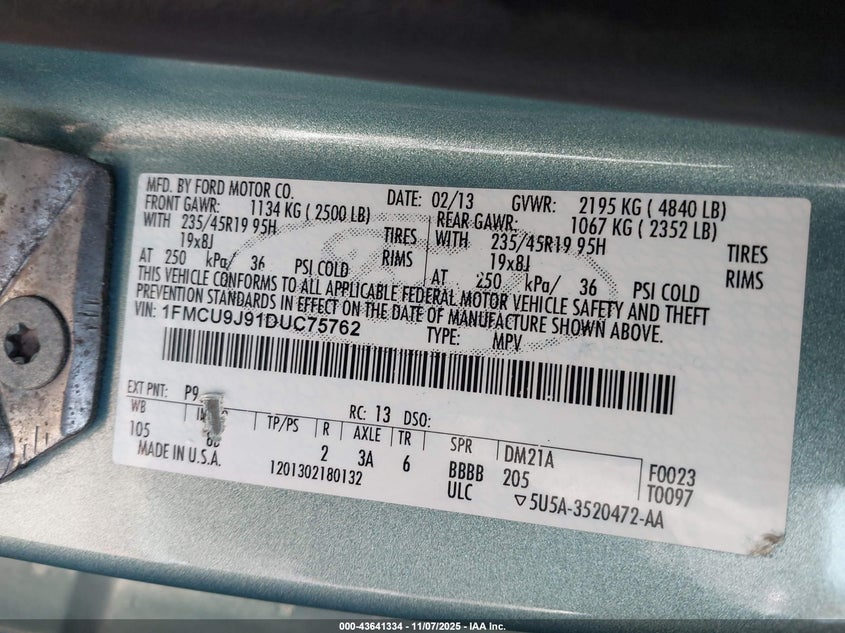 MFD. BY FORD MOTOR CO. DATE: 02/13 GVWR: 2195 KG ( 4840 LB)
FRONT GAWR: 1134 KG ( 2500 LB) REAR GAWR: 1067 KG ( 2352 LB)
WITH 235/45R19 95H TIRES WITH 235/45R19 95H TIRES
19x8J RIMS 19x8J RIMS
AT 250 kPa/ 36 PSI COLD AT 250 kPa/ 36 PSI COLD
THIS VEHICLE CONFORMS TO ALL APPLICABLE FEDERAL MOTOR VEHICLE SAFETY AND THEFT
PREVENTION STANDARDS IN EFFECT ON THE DATE OF MANUFACTURE SHOWN ABOVE.
VIN: 1FMCU9J91DUC75762 TYPE: MPV
EXT PNT: P9 RC: 13 DSO:
WB TP/PS R AXLE TR SPR DM21A F0023
105 2 3A 6 BBBB 205 T0097
MADE IN U.S.A. 1201302180132 ULC ▽5U5A-3520472-AA
000-43641334 - 11/07/2025 - IAA Inc.